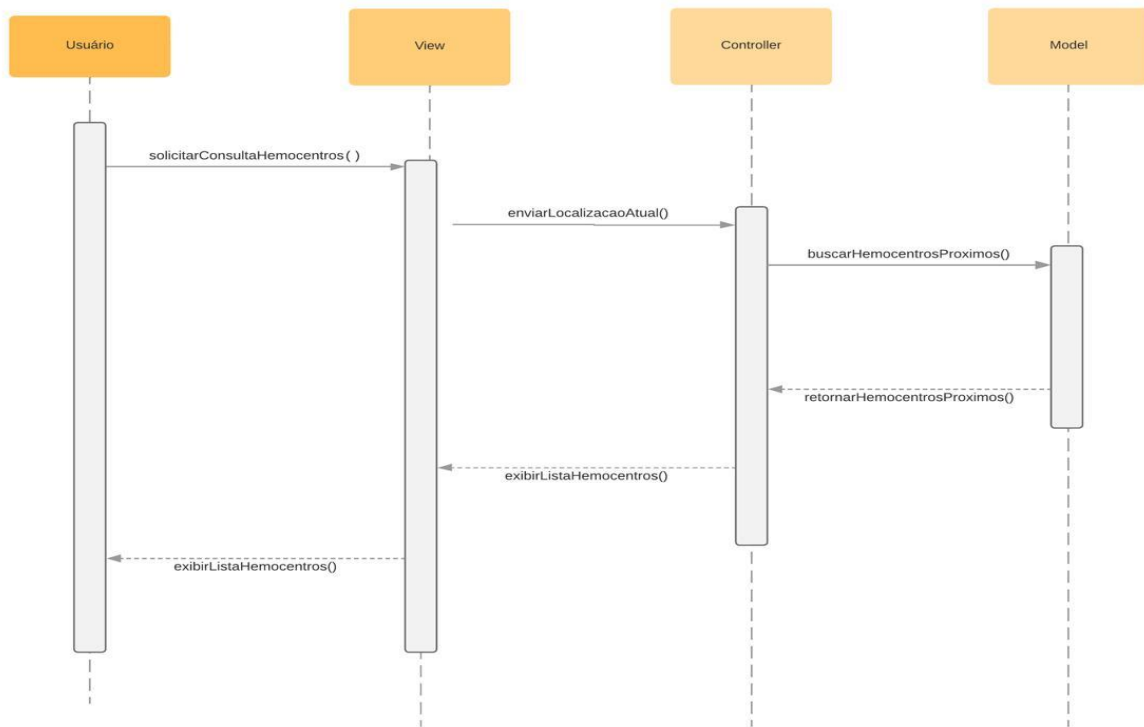 Usuário
View
Controller
Model
solicitarConsultaHemocentros( )
enviarLocalizacaoAtual()
buscarHemocentrosProximos()
retornarHemocentrosProximos()
exibirListaHemocentros()
exibirListaHemocentros()